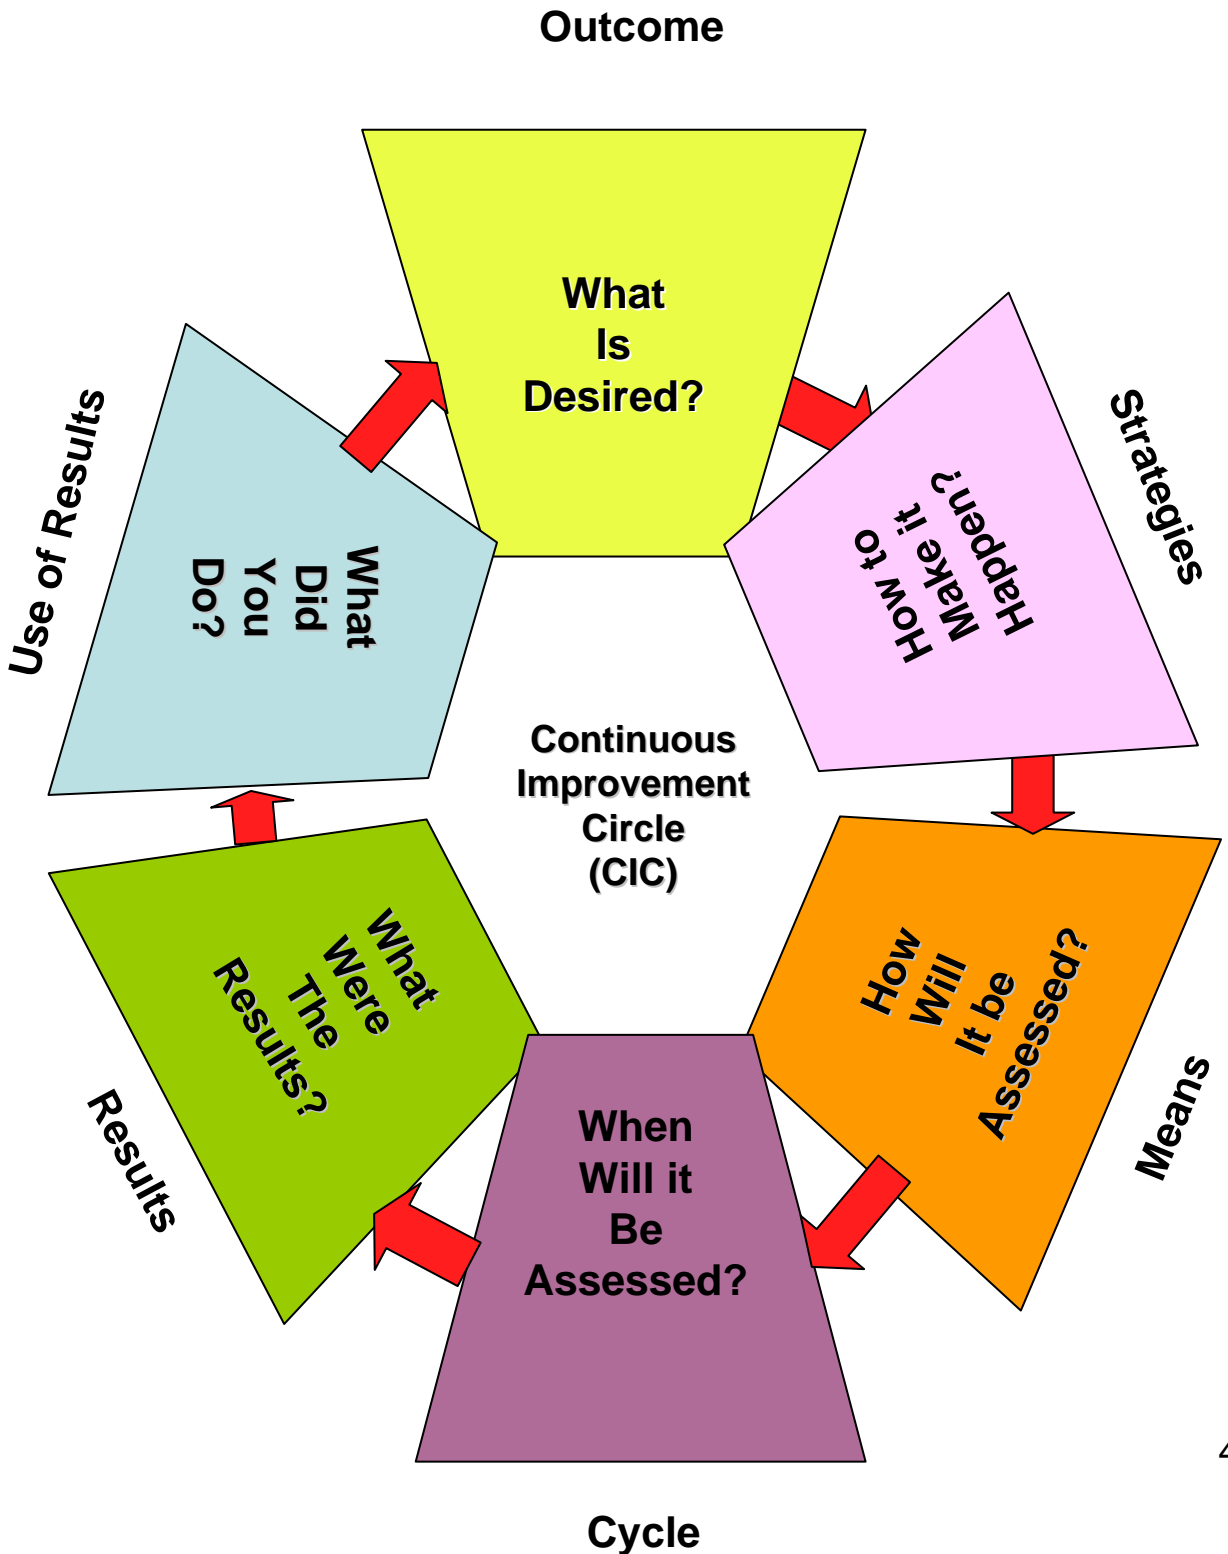 Outcome
What
Is
Desired?
Strategies
How to
Make it
Happen?
How
Will
It be
Assessed?
Means
When
Will it
Be
Assessed?
Cycle
What
Were
The
Results?
Results
What
Did
You
Do?
Use of Results
Continuous
Improvement
Circle
(CIC)
4